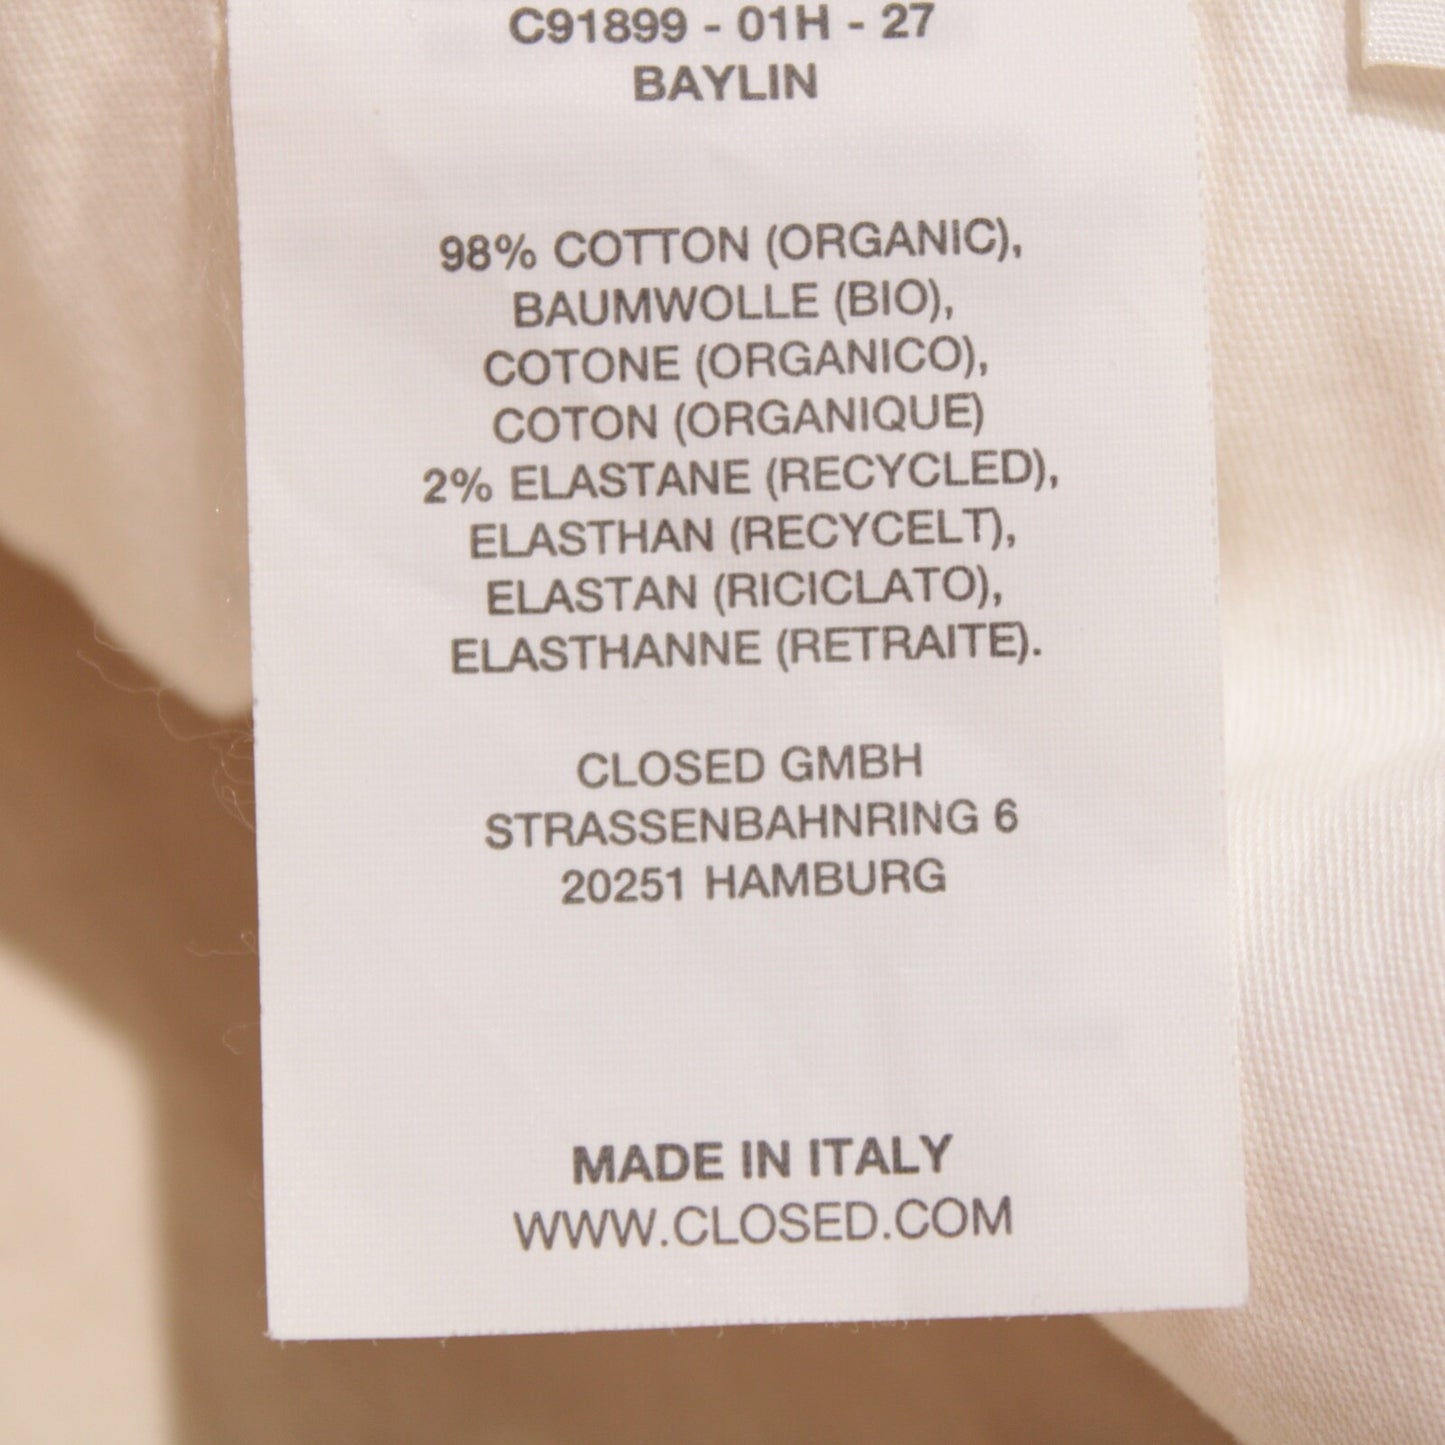 C91899 - 01H - 27
BAYLIN
98% COTTON (ORGANIC),
BAUMWOLLE (BIO),
COTONE (ORGANICO),
COTON (ORGANIQUE)
2% ELASTANE (RECYCLED),
ELASTHAN (RECYCELT),
ELASTAN (RICICLATO),
ELASTHANNE (RETRAITE).
CLOSED GMBH
STRASSENBAHNRING 6
20251 HAMBURG
MADE IN ITALY
WWW.CLOSED.COM